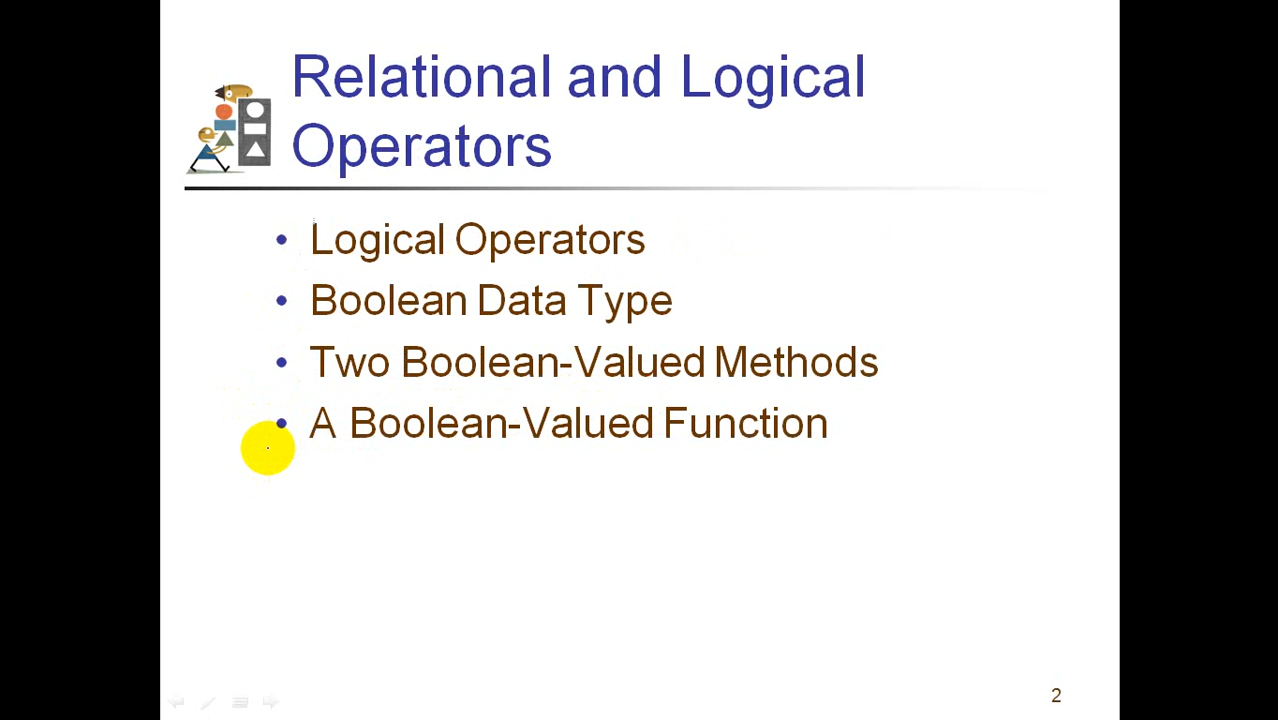 Relational and Logical
Operators
• Logical Operators
• Boolean Data Type
• Two Boolean-Valued Methods
• A Boolean-Valued Function
2